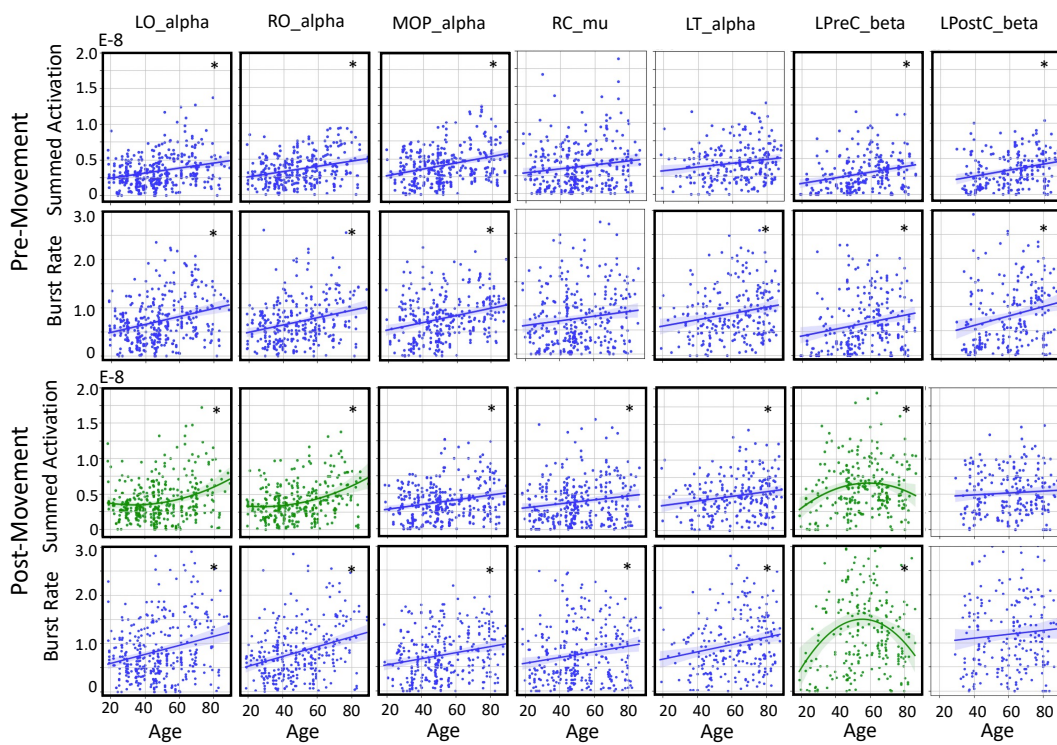 LO_alpha RO_alpha MOP_alpha RC_mu LT_alpha LPreC_beta LPostC_beta
E-8
Pre-Movement
Summed Activation
2.0
1.5
1.0
0.5
0
* * * * *
Burst Rate
3.0
2.0
1.0
0
* * * * * *
E-8
Post-Movement
Summed Activation
2.0
1.5
1.0
0.5
0
* * * * * *
Burst Rate
3.0
2.0
1.0
0
* * * * * *
20 40 60 80 20 40 60 80 20 40 60 80 20 40 60 80 20 40 60 80 20 40 60 80 20 40 60 80
Age Age Age Age Age Age Age